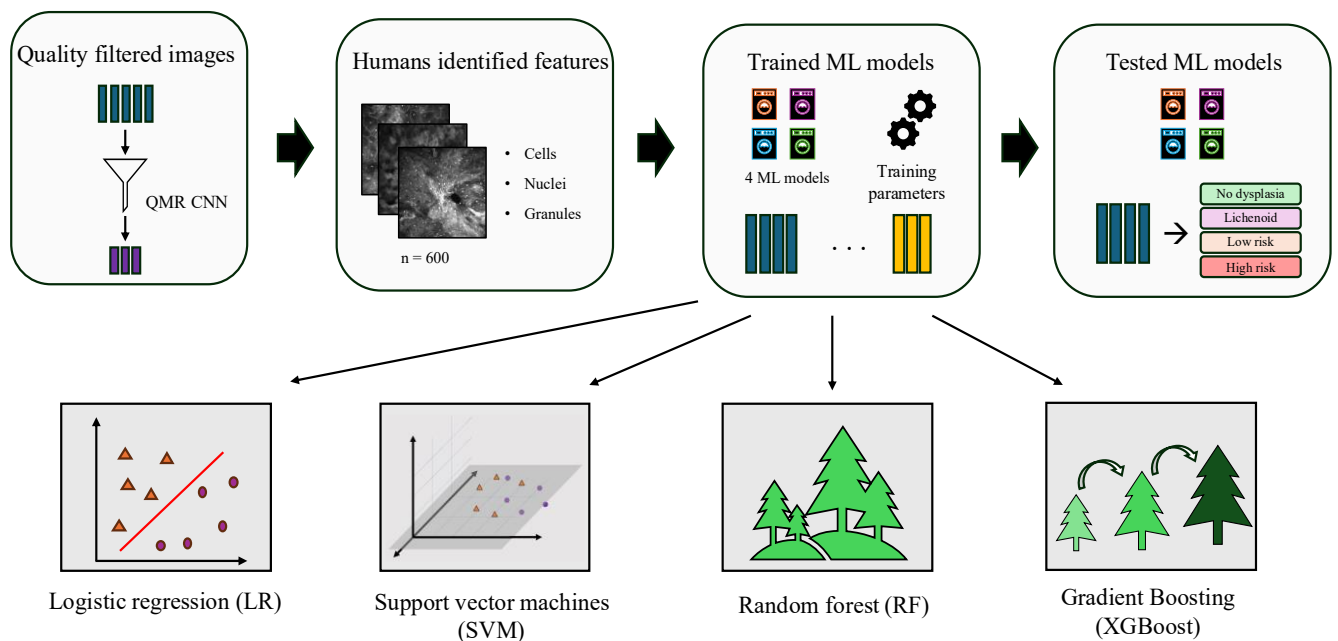 Quality filtered images
QMR CNN
Humans identified features
• Cells
• Nuclei
• Granules
n = 600
Trained ML models
4 ML models
Training
parameters
. . .
Tested ML models
No dysplasia
Lichenoid
Low risk
High risk
Logistic regression (LR)
Support vector machines
(SVM)
Random forest (RF)
Gradient Boosting
(XGBoost)